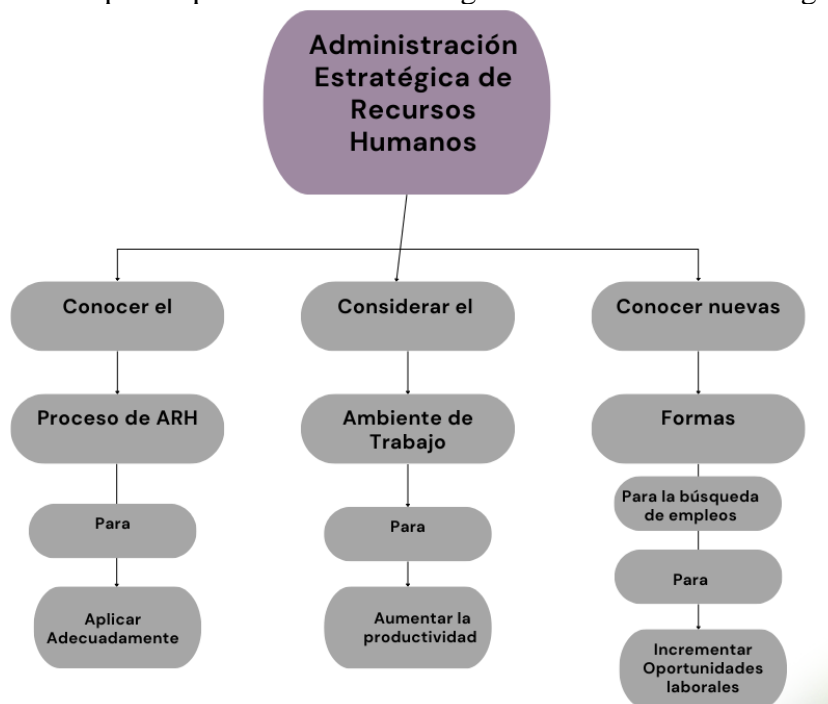 Administración
Estratégica de
Recursos
Humanos
Conocer el
Considerar el
Conocer nuevas
Proceso de ARH
Ambiente de
Trabajo
Formas
Para
Para
Para la búsqueda
de empleos
Para
Aplicar
Adecuadamente
Aumentar la
productividad
Incrementar
Oportunidades
laborales